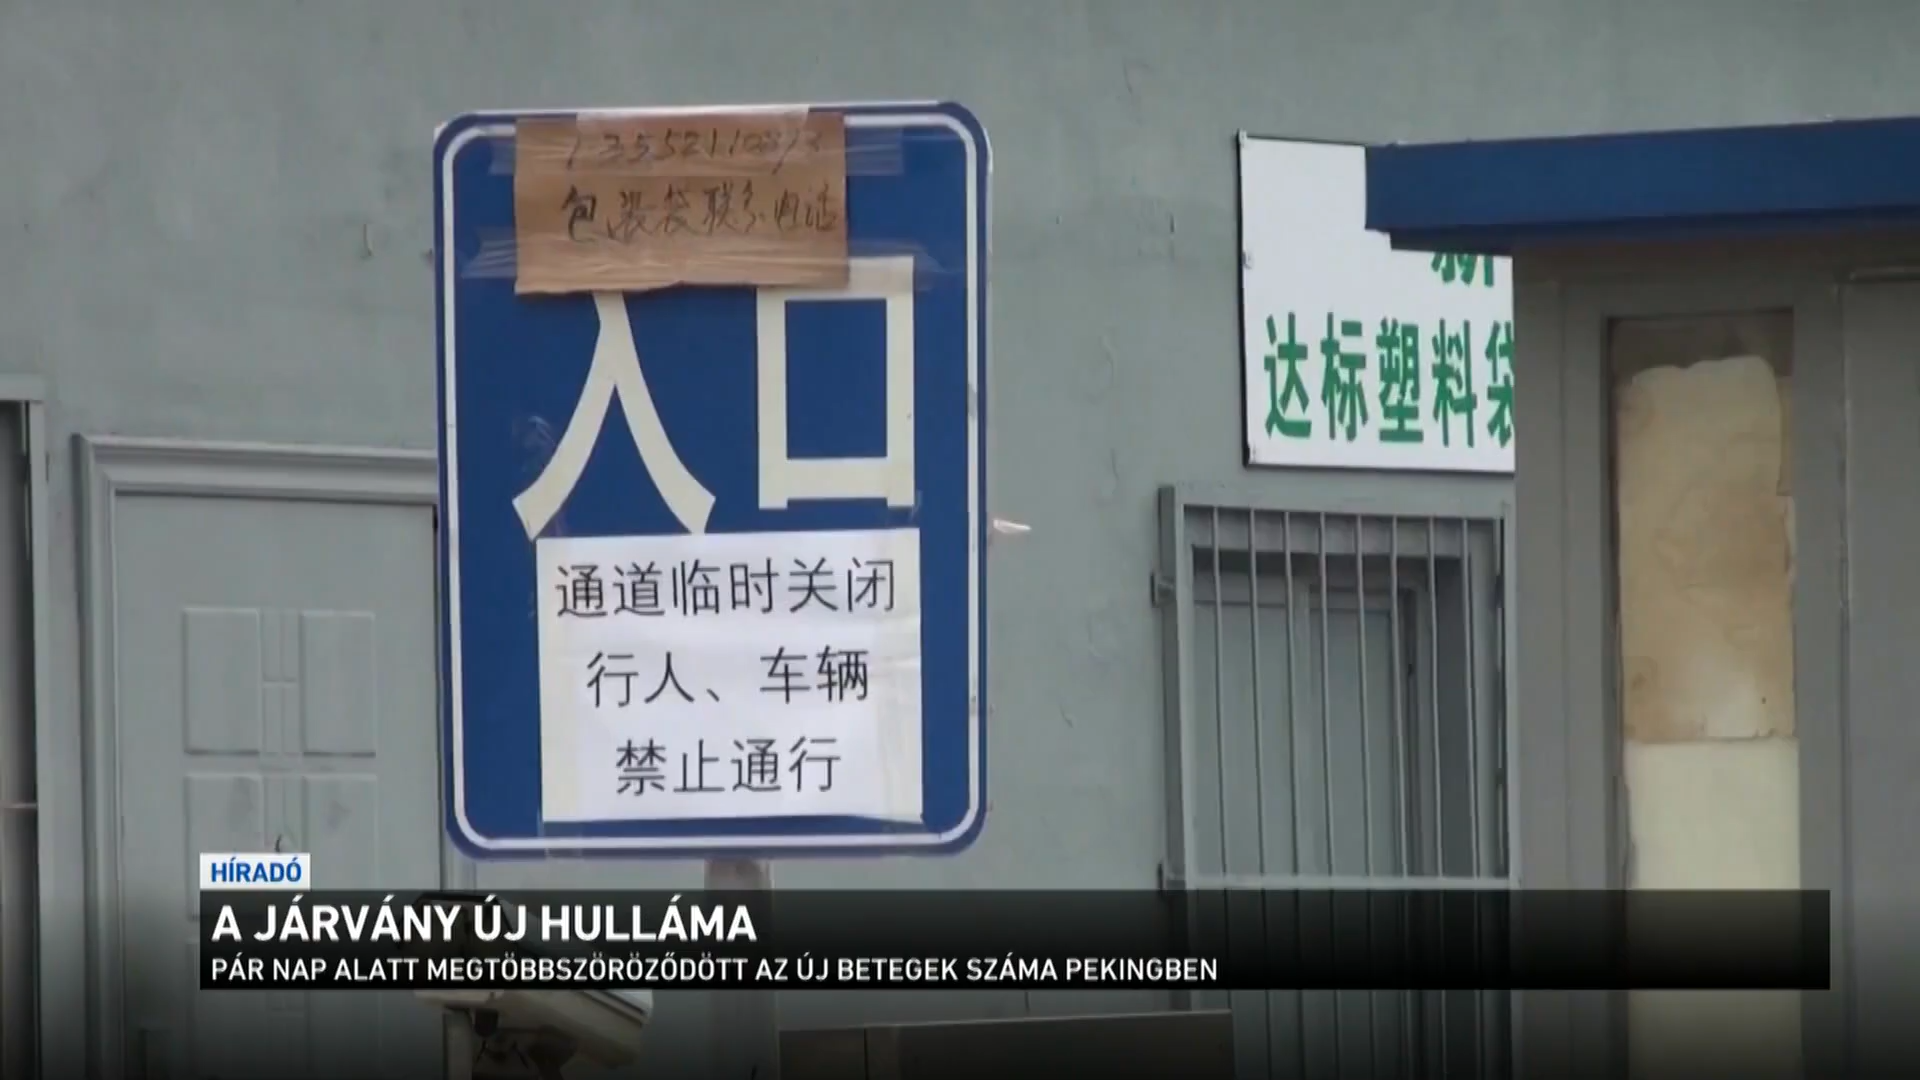 包装袋联系电话
入口
通道临时关闭
行人、车辆
禁止通行
达标塑料袋
HÍRADÓ
A JÁRVÁNY ÚJ HULLÁMA
PÁR NAP ALATT MEGTÖBBSZÖRÖZŐDÖTT AZ ÚJ BETEGEK SZÁMA PEKINGBEN